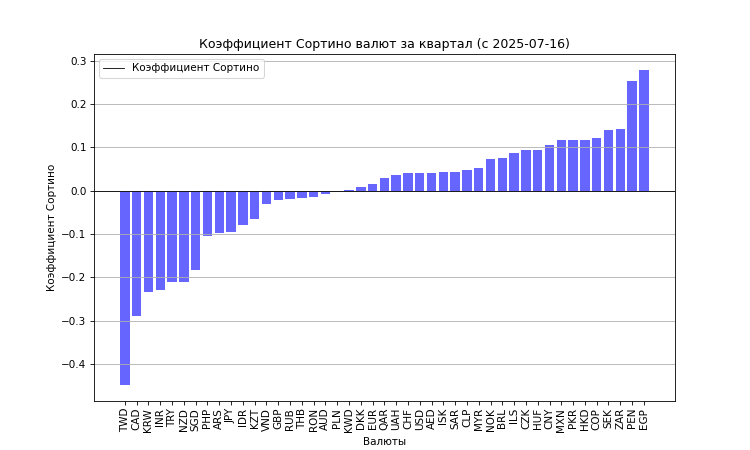 Коэффициент Сортино валют за квартал (с 2025-07-16)
Коэффициент Сортино
Коэффициент Сортино
0.3
0.2
0.1
0.0
−0.1
−0.2
−0.3
−0.4
TWD
CAD
KRW
INR
TRY
NZD
SGD
PHP
ARS
JPY
IDR
KZT
VND
GBP
RUB
THB
RON
AUD
PLN
KWD
DKK
EUR
QAR
UAH
CHF
USD
AED
ISK
SAR
CLP
MYR
NOK
BRL
ILS
CZK
HUF
CNY
MXN
PKR
HKD
COP
SEK
ZAR
PEN
EGP
Валюты